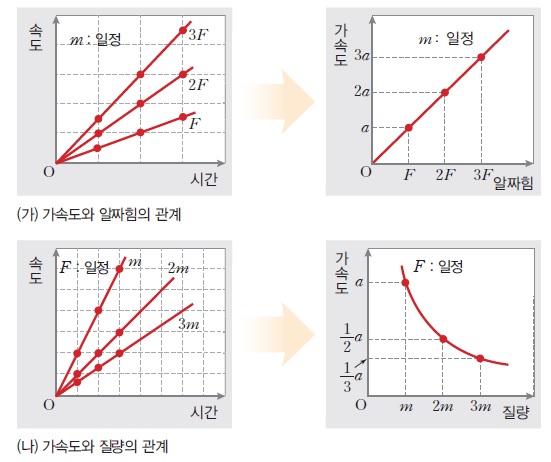 속도
m : 일정
3F
2F
F
O
시간
가속도
m : 일정
3a
2a
a
O
F 2F 3F
알짜힘
(가) 가속도와 알짜힘의 관계
속도
F : 일정
m
2m
3m
O
시간
가속도
F : 일정
a
1/2 a
1/3 a
O
m 2m 3m
질량
(나) 가속도와 질량의 관계